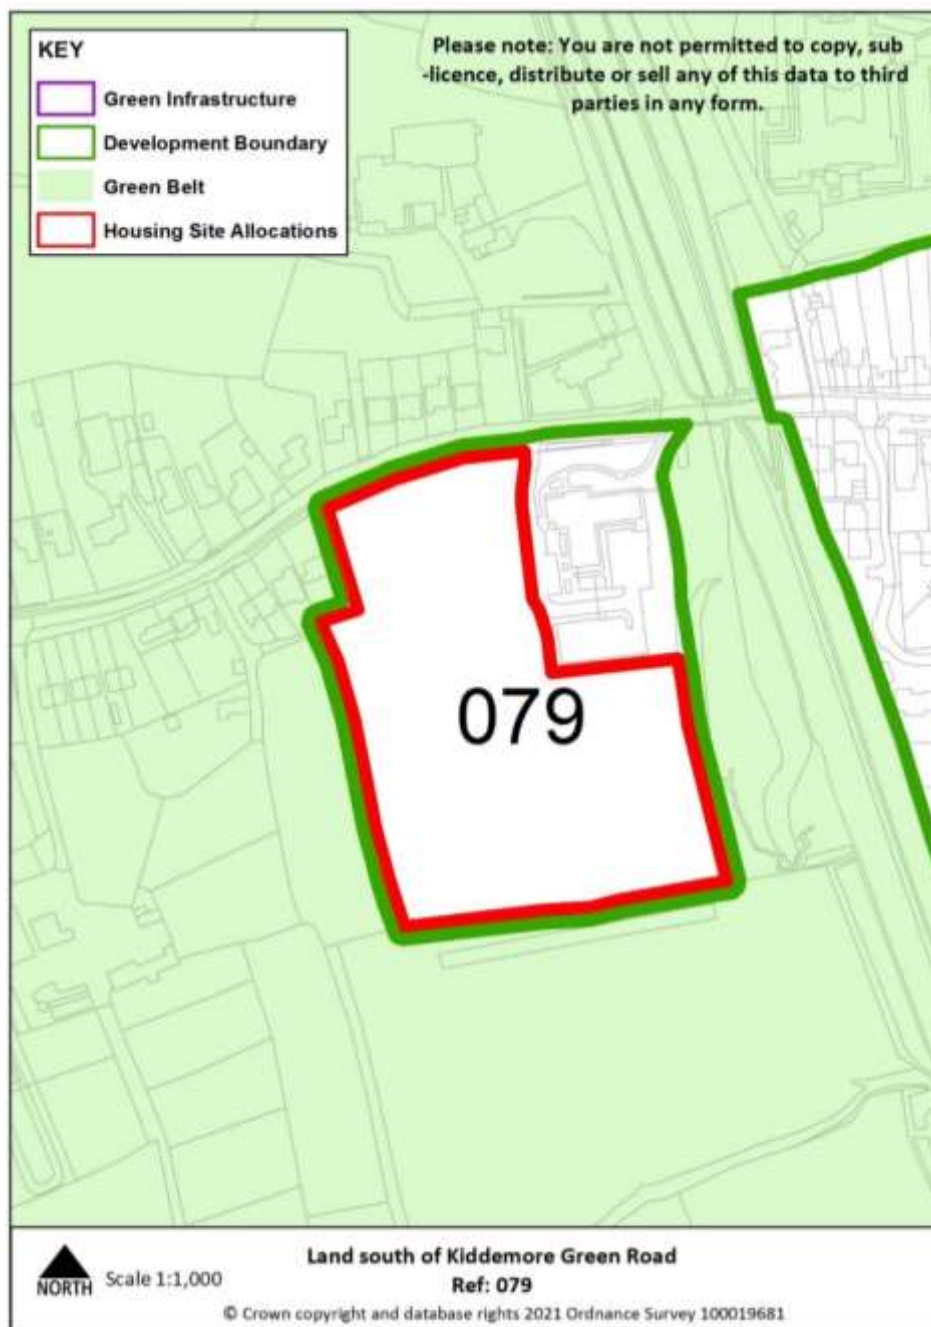 KEY
Green Infrastructure
Development Boundary
Green Belt
Housing Site Allocations
Please note: You are not permitted to copy, sub
-licence, distribute or sell any of this data to third
parties in any form.
079
NORTH
Scale 1:1,000
Land south of Kiddemore Green Road
Ref: 079
© Crown copyright and database rights 2021 Ordnance Survey 100019681